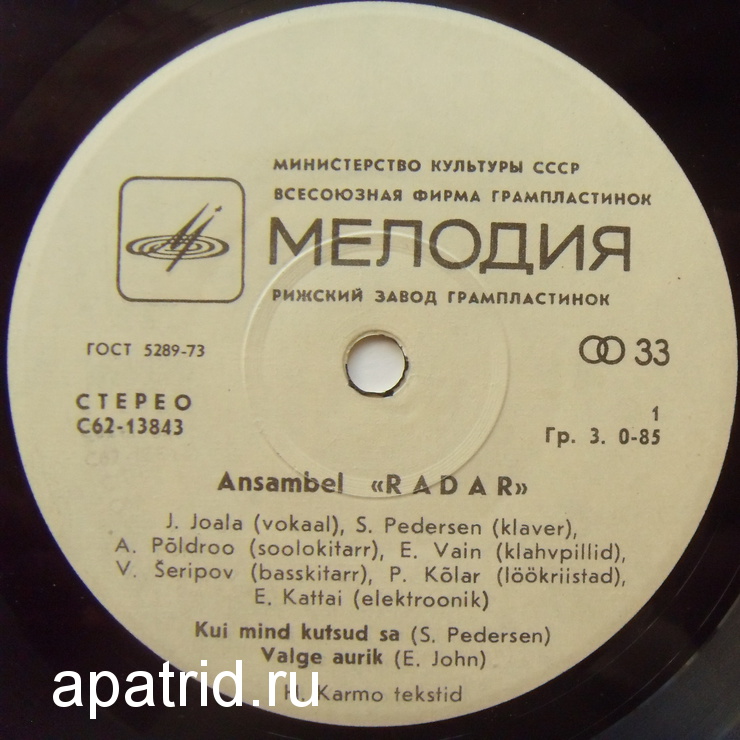 МИНИСТЕРСТВО КУЛЬТУРЫ СССР
ВСЕСОЮЗНАЯ ФИРМА ГРАМПЛАСТИНОК
МЕЛОДИЯ
РИЖСКИЙ ЗАВОД ГРАМПЛАСТИНОК
ГОСТ 5289-73
33
СТЕРЕО
С62-13843
1
Гр. 3. 0-85
Ansambel «RADAR»
J. Joala (vokaal), S. Pedersen (klaver),
A. Põldroo (soolokitarr), E. Vain (klahvpillid),
V. Šeripov (basskitarr), P. Kõlar (löökriistad),
E. Kattai (elektroonik)
Kui mind kutsud sa (S. Pedersen)
Valge aurik (E. John)
H. Karmo tekstid
apatrid.ru